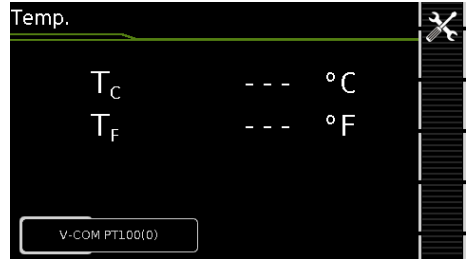 Temp.
Tc --- °C
TF --- °F
V-COM PT100(0)